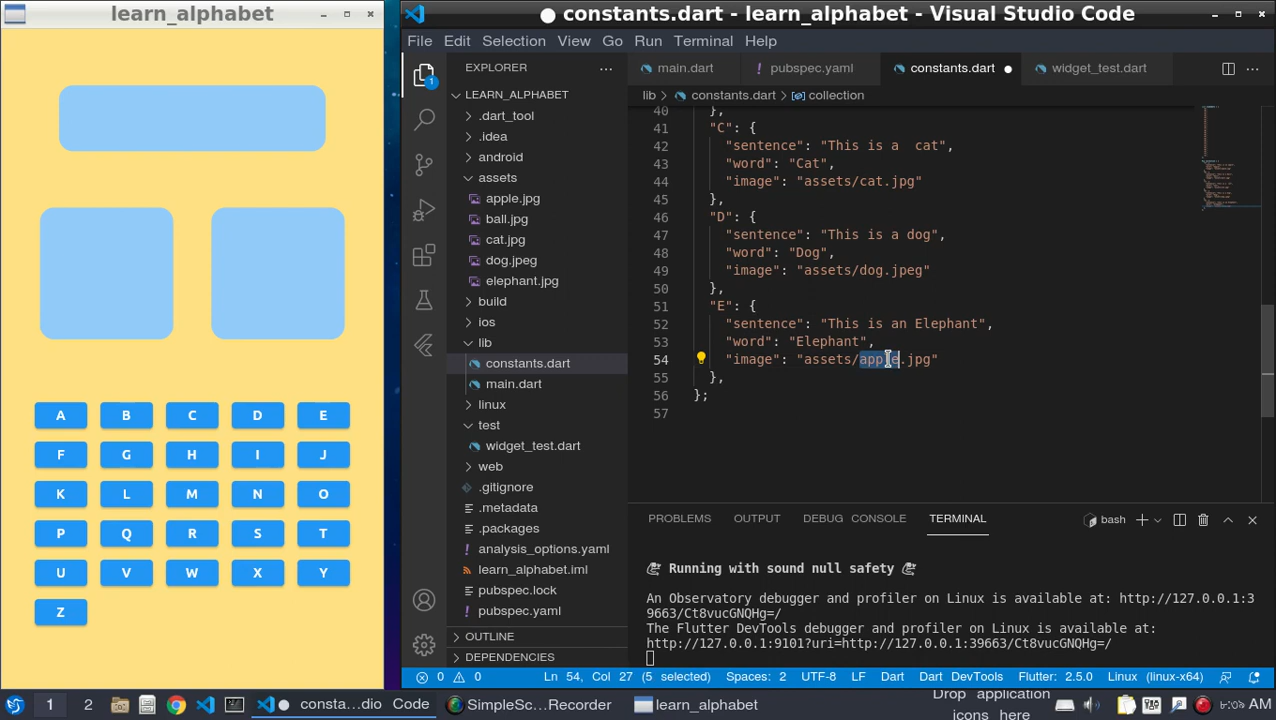 learn_alphabet
● constants.dart - learn_alphabet - Visual Studio Code
File Edit Selection View Go Run Terminal Help
EXPLORER
main.dart
pubspec.yaml
constants.dart
widget_test.dart
LEARN_ALPHABET
lib > constants.dart > collection
.dart_tool
.idea
android
assets
apple.jpg
ball.jpg
cat.jpg
dog.jpeg
elephant.jpg
build
ios
lib
constants.dart
main.dart
linux
test
widget_test.dart
web
.gitignore
.metadata
.packages
analysis_options.yaml
learn_alphabet.iml
pubspec.lock
pubspec.yaml
OUTLINE
DEPENDENCIES
1
40 },
41 "C": {
42 "sentence": "This is a  cat",
43 "word": "Cat",
44 "image": "assets/cat.jpg"
45 },
46 "D": {
47 "sentence": "This is a dog",
48 "word": "Dog",
49 "image": "assets/dog.jpeg"
50 },
51 "E": {
52 "sentence": "This is an Elephant",
53 "word": "Elephant",
54 "image": "assets/apple.jpg"
55 },
56 };
57
A B C D E
F G H I J
K L M N O
P Q R S T
U V W X Y
Z
PROBLEMS OUTPUT DEBUG CONSOLE TERMINAL
bash
Running with sound null safety
An Observatory debugger and profiler on Linux is available at: http://127.0.0.1:3
9663/Ct8vucGNQHg=/
The Flutter DevTools debugger and profiler on Linux is available at:
http://127.0.0.1:9101?uri=http://127.0.0.1:39663/Ct8vucGNQHg=/
0 0 Ln 54, Col 27 (5 selected) Spaces: 2 UTF-8 LF Dart Dart DevTools Flutter: 2.5.0 Linux (linux-x64)
1 2 consta...dio Code SimpleSc...Recorder learn_alphabet
Drop application
icons here